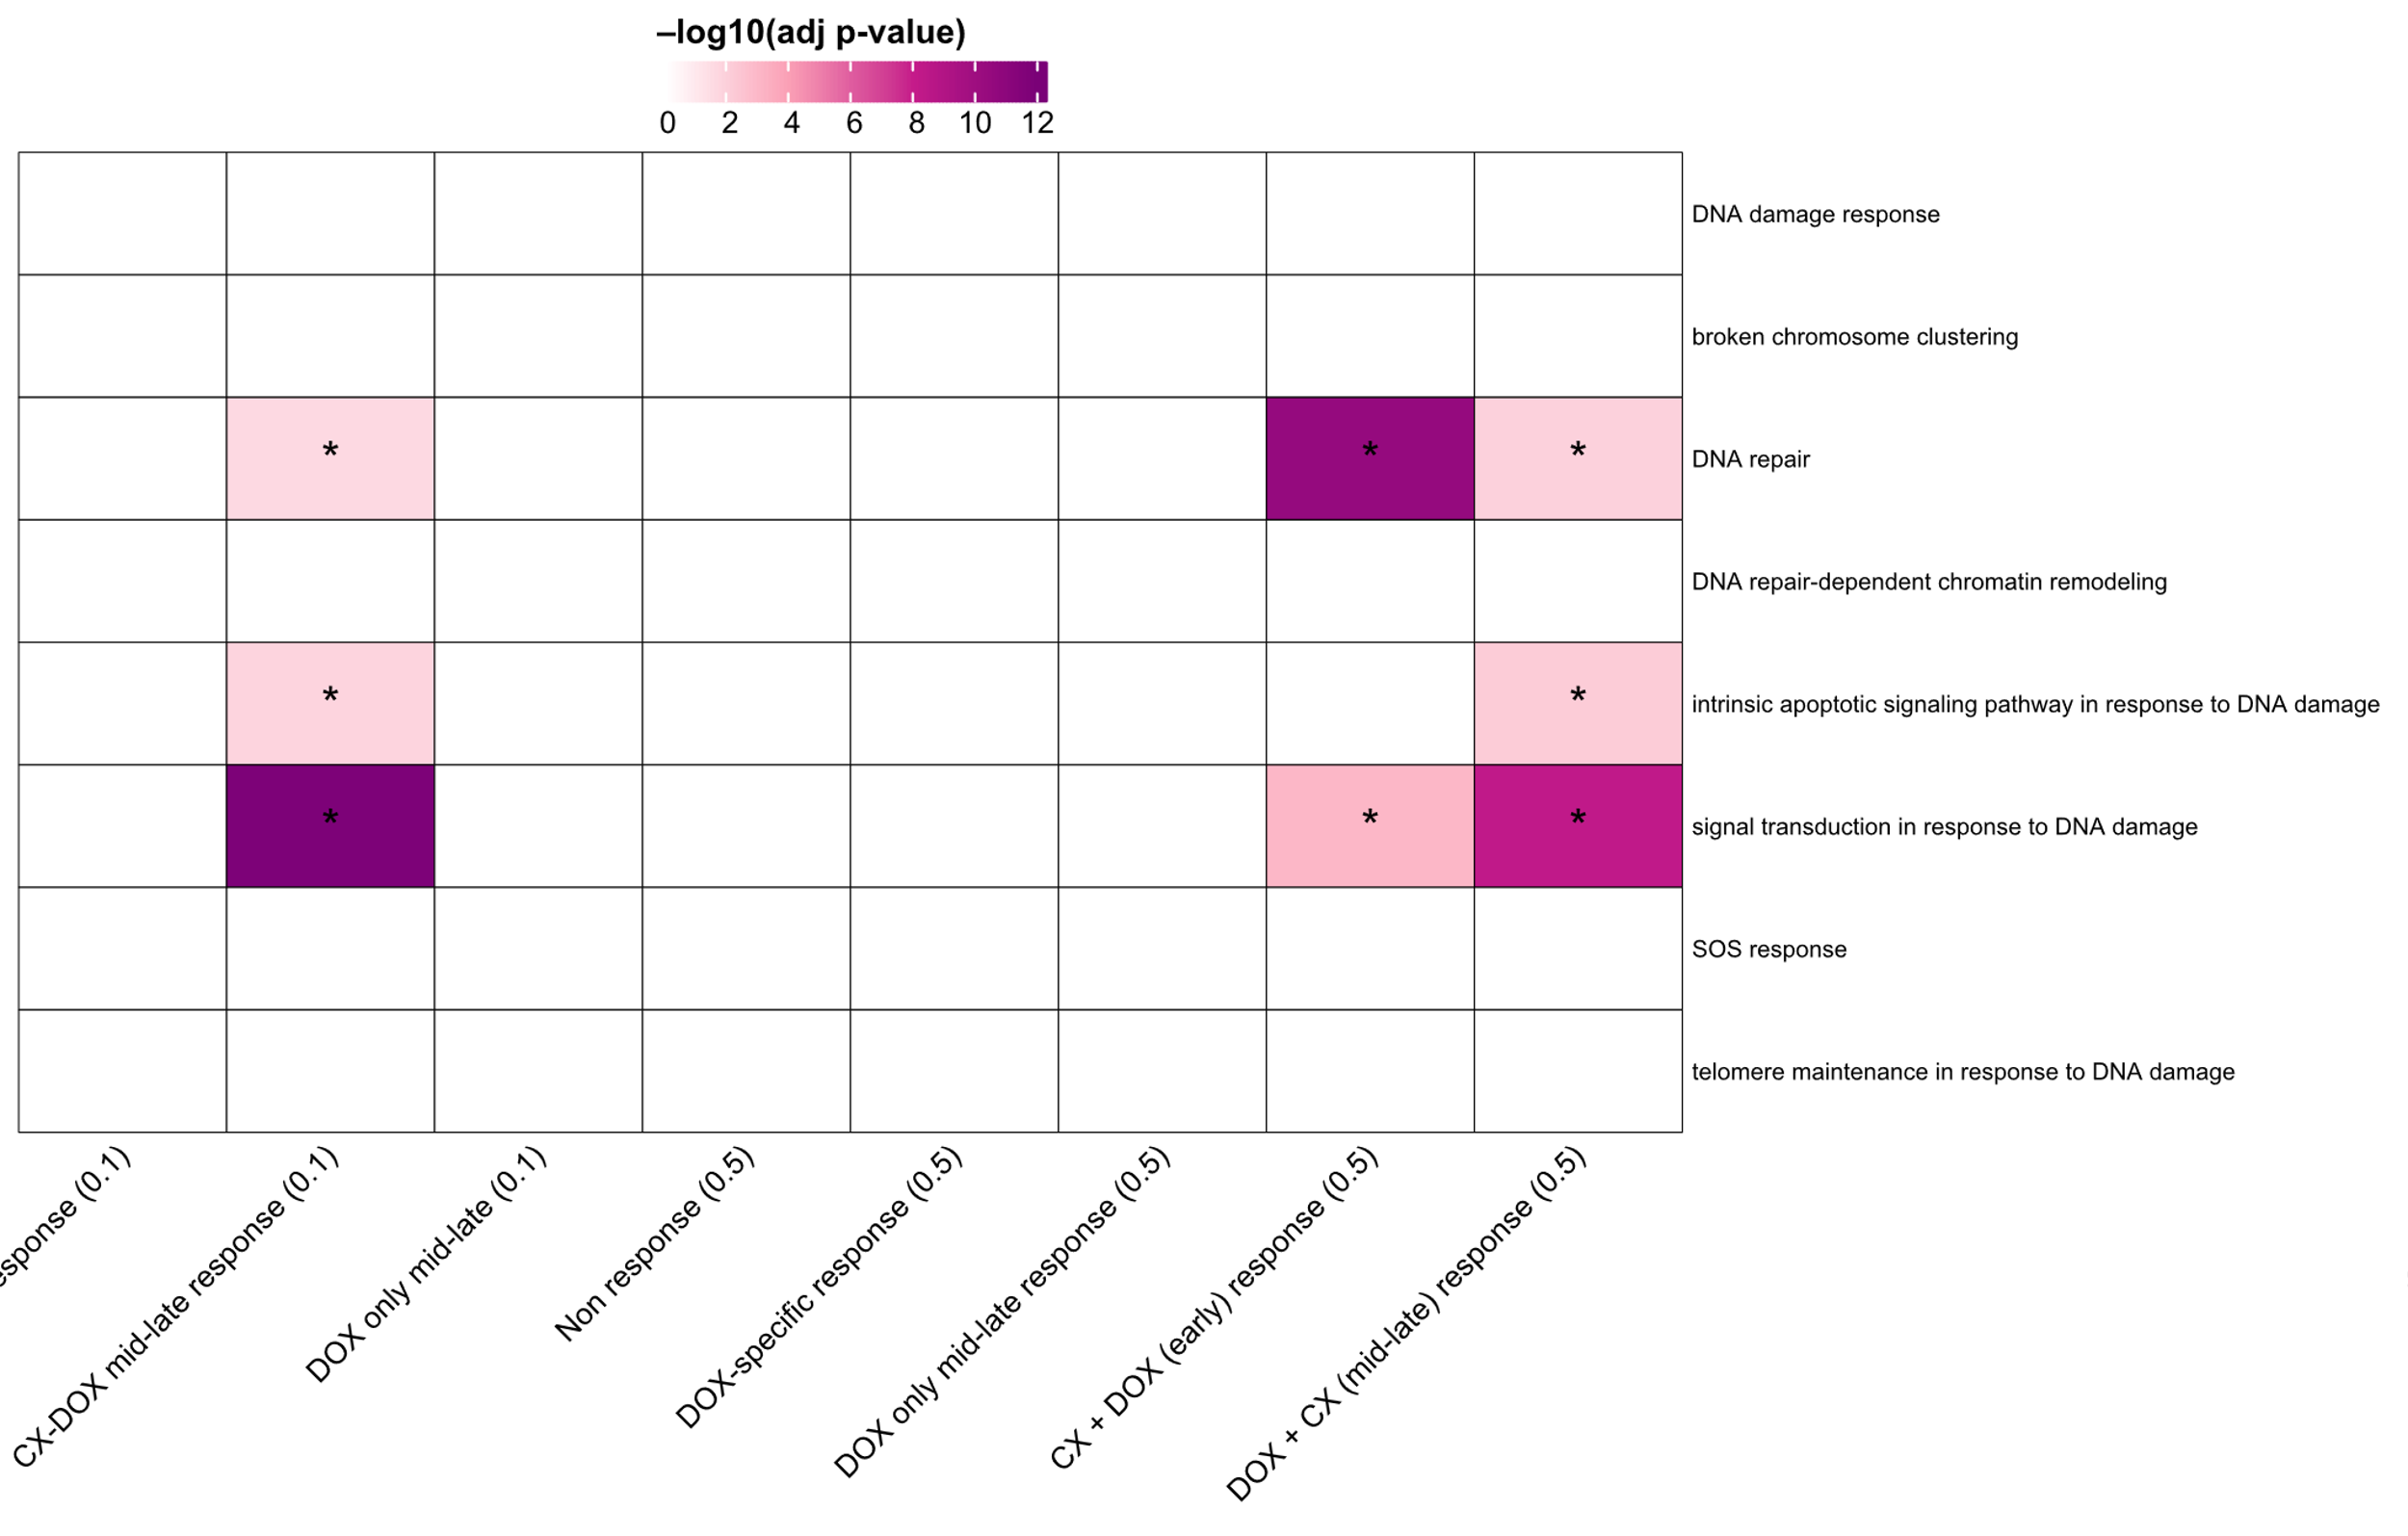 –log10(adj p-value)
0 2 4 6 8 10 12
DNA damage response
broken chromosome clustering
* * * DNA repair
DNA repair-dependent chromatin remodeling
* * intrinsic apoptotic signaling pathway in response to DNA damage
* * * signal transduction in response to DNA damage
SOS response
telomere maintenance in response to DNA damage
(0.1)
CX-DOX mid-late response (0.1)
DOX only mid-late (0.1)
Non response (0.5)
DOX-specific response (0.5)
DOX only mid-late response (0.5)
CX + DOX (early) response (0.5)
DOX + CX (mid-late) response (0.5)